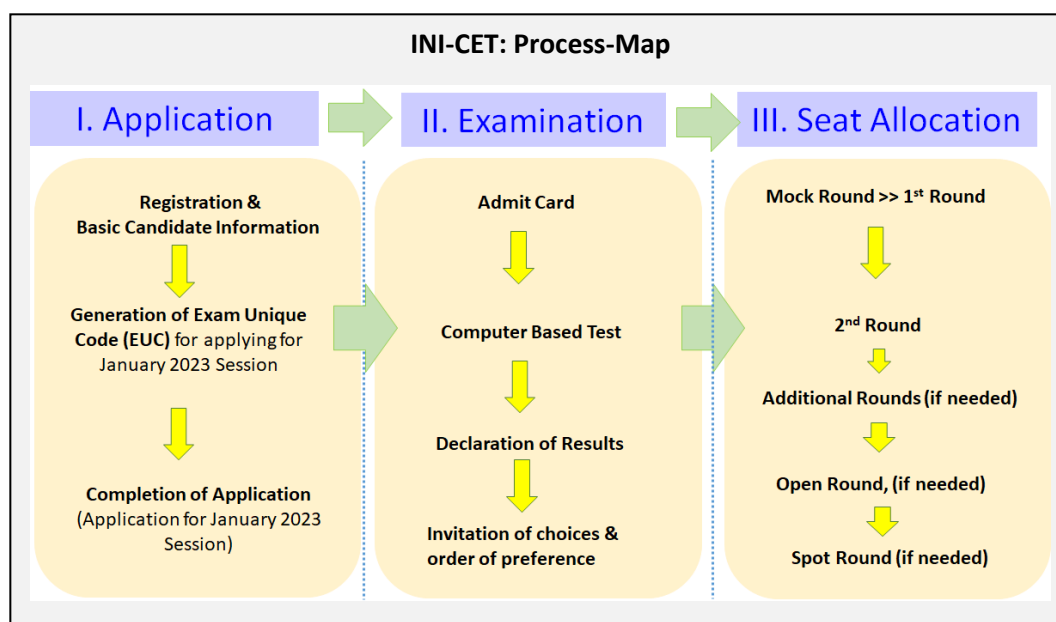 INI-CET: Process-Map
I. Application
II. Examination
III. Seat Allocation
Registration &
Basic Candidate Information
Generation of Exam Unique
Code (EUC) for applying for
January 2023 Session
Completion of Application
(Application for January 2023
Session)
Admit Card
Computer Based Test
Declaration of Results
Invitation of choices &
order of preference
Mock Round >> 1st Round
2nd Round
Additional Rounds (if needed)
Open Round, (if needed)
Spot Round (if needed)